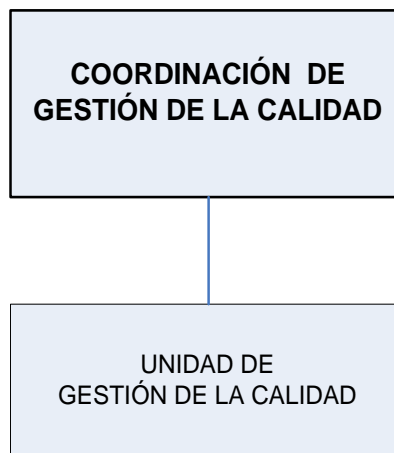 COORDINACIÓN DE
GESTIÓN DE LA CALIDAD
UNIDAD DE
GESTIÓN DE LA CALIDAD